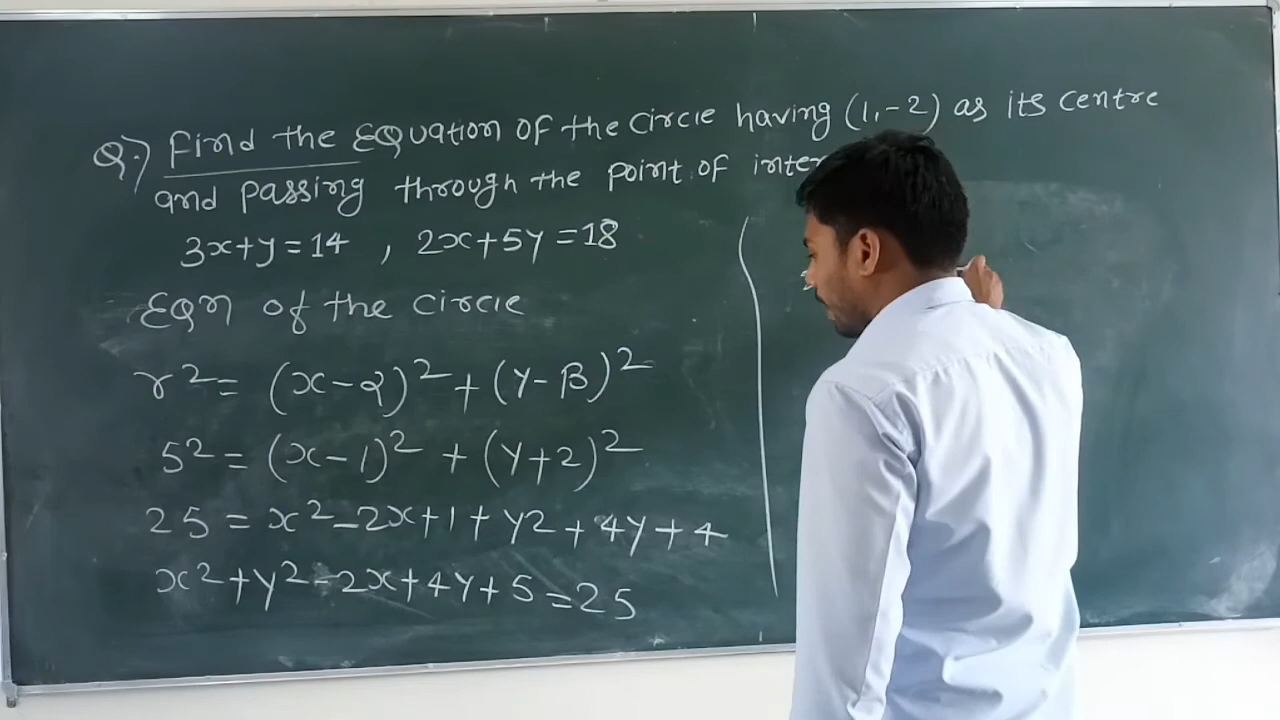 Q.) Find the Equation of the circle having (1,-2) as its centre
and passing through the point of
3x+y=14 , 2x+5y=18
Eqn of the circle
r²= (x-α)²+(y-β)²
5²= (x-1)²+(y+2)²
25 = x²-2x+1+y2+4y+4
x²+y²-2x+4y+5=25